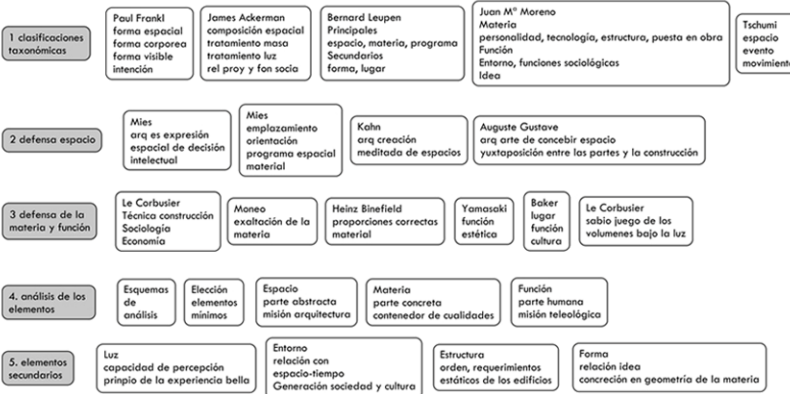 1 clasificaciones
taxonómicas
Paul Frankl
forma espacial
forma corporea
forma visible
intención
James Ackerman
composición espacial
tratamiento masa
tratamiento luz
rel proy y fon socia
Bernard Leupen
Principales
espacio, materia, programa
Secundarios
forma, lugar
Juan Mª Moreno
Materia
personalidad, tecnología, estructura, puesta en obra
Función
Entorno, funciones sociológicas
Idea
Tschumi
espacio
evento
movimiento
2 defensa espacio
Mies
arq es expresión
espacial de decisión
intelectual
Mies
emplazamiento
orientación
programa espacial
material
Kahn
arq creación
meditada de espacios
Auguste Gustave
arq arte de concebir espacio
yuxtaposición entre las partes y la construcción
3 defensa de la
materia y función
Le Corbusier
Técnica construcción
Sociología
Economía
Moneo
exaltación de la
materia
Heinz Binefield
proporciones correctas
material
Yamasaki
función
estética
Baker
lugar
función
cultura
Le Corbusier
sabio juego de los
volumenes bajo la luz
4. análisis de los
elementos
Esquemas
de
análisis
Elección
elementos
mínimos
Espacio
parte abstracta
misión arquitectura
Materia
parte concreta
contenedor de cualidades
Función
parte humana
misión teleológica
5. elementos
secundarios
Luz
capacidad de percepción
prinpio de la experiencia bella
Entorno
relación con
espacio-tiempo
Generación sociedad y cultura
Estructura
orden, requerimientos
estáticos de los edificios
Forma
relación idea
concreción en geometría de la materia